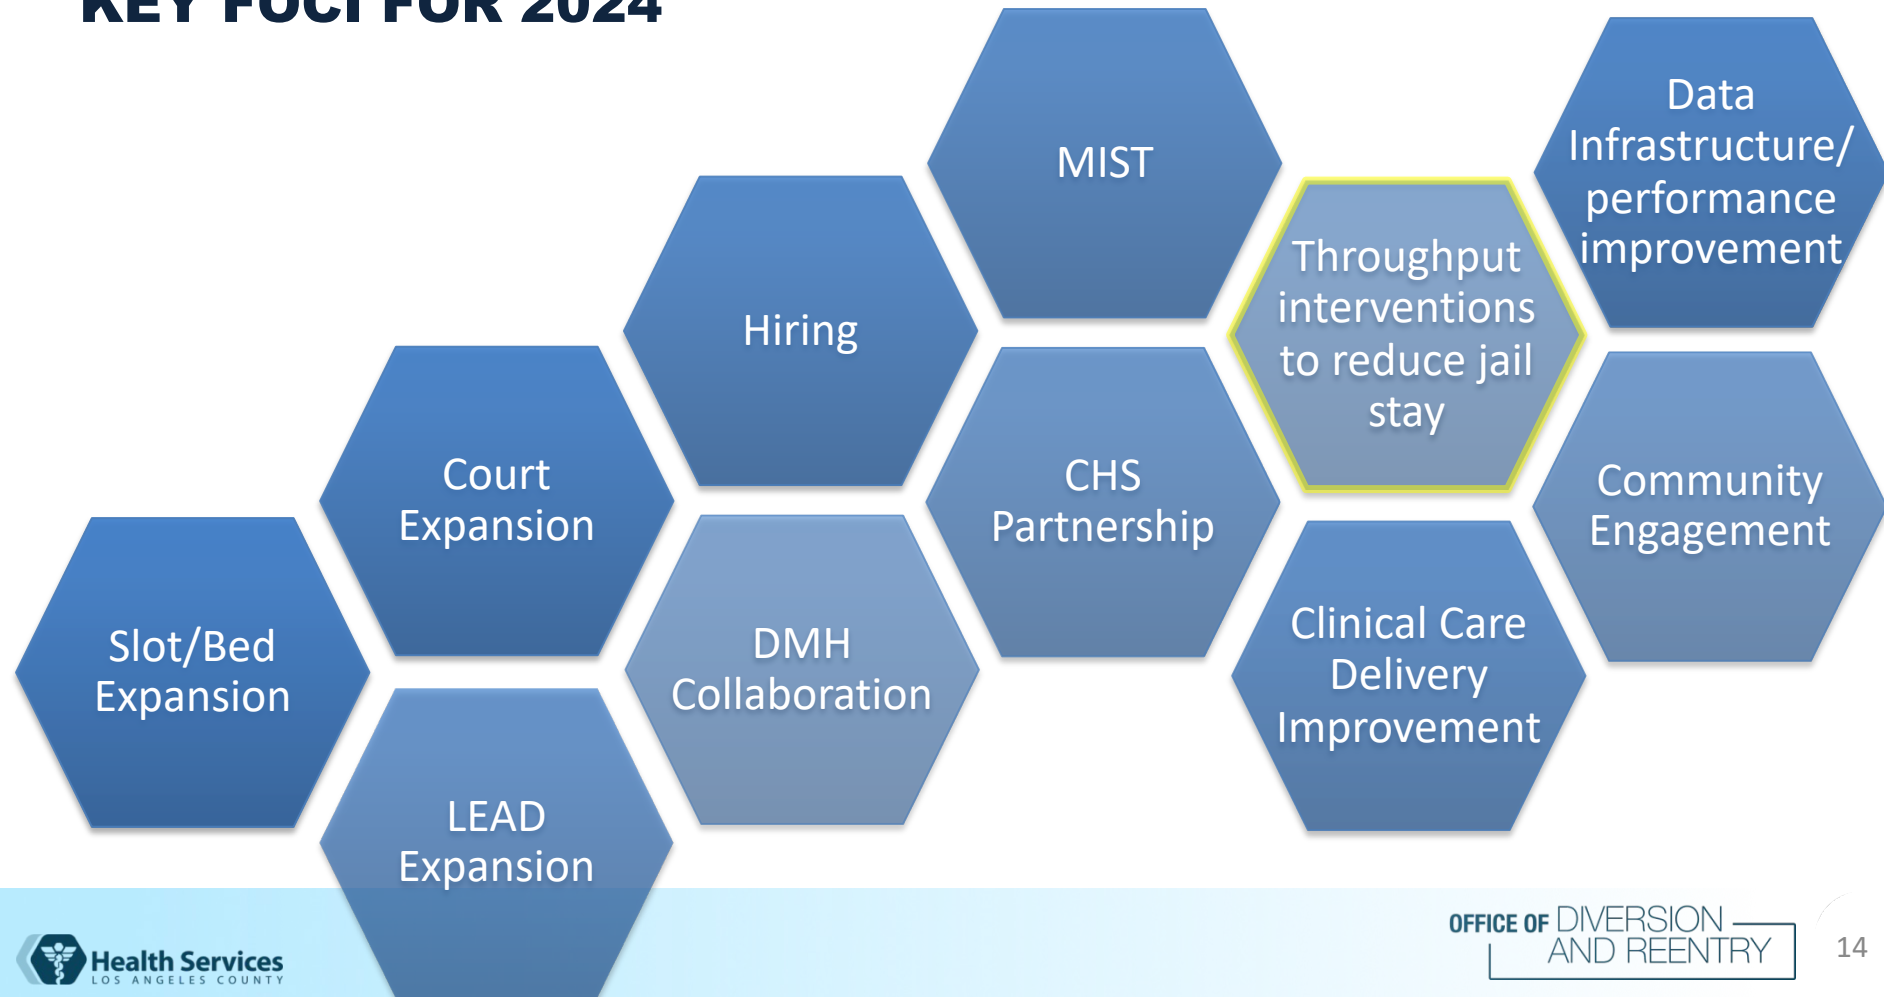 KEY FOCI FOR 2024
MIST
Data
Infrastructure/
performance
improvement
Hiring
Throughput
interventions
to reduce jail
stay
Court
Expansion
CHS
Partnership
Community
Engagement
Slot/Bed
Expansion
DMH
Collaboration
Clinical Care
Delivery
Improvement
LEAD
Expansion
Health Services
LOS ANGELES COUNTY
OFFICE OF DIVERSION
AND REENTRY
14